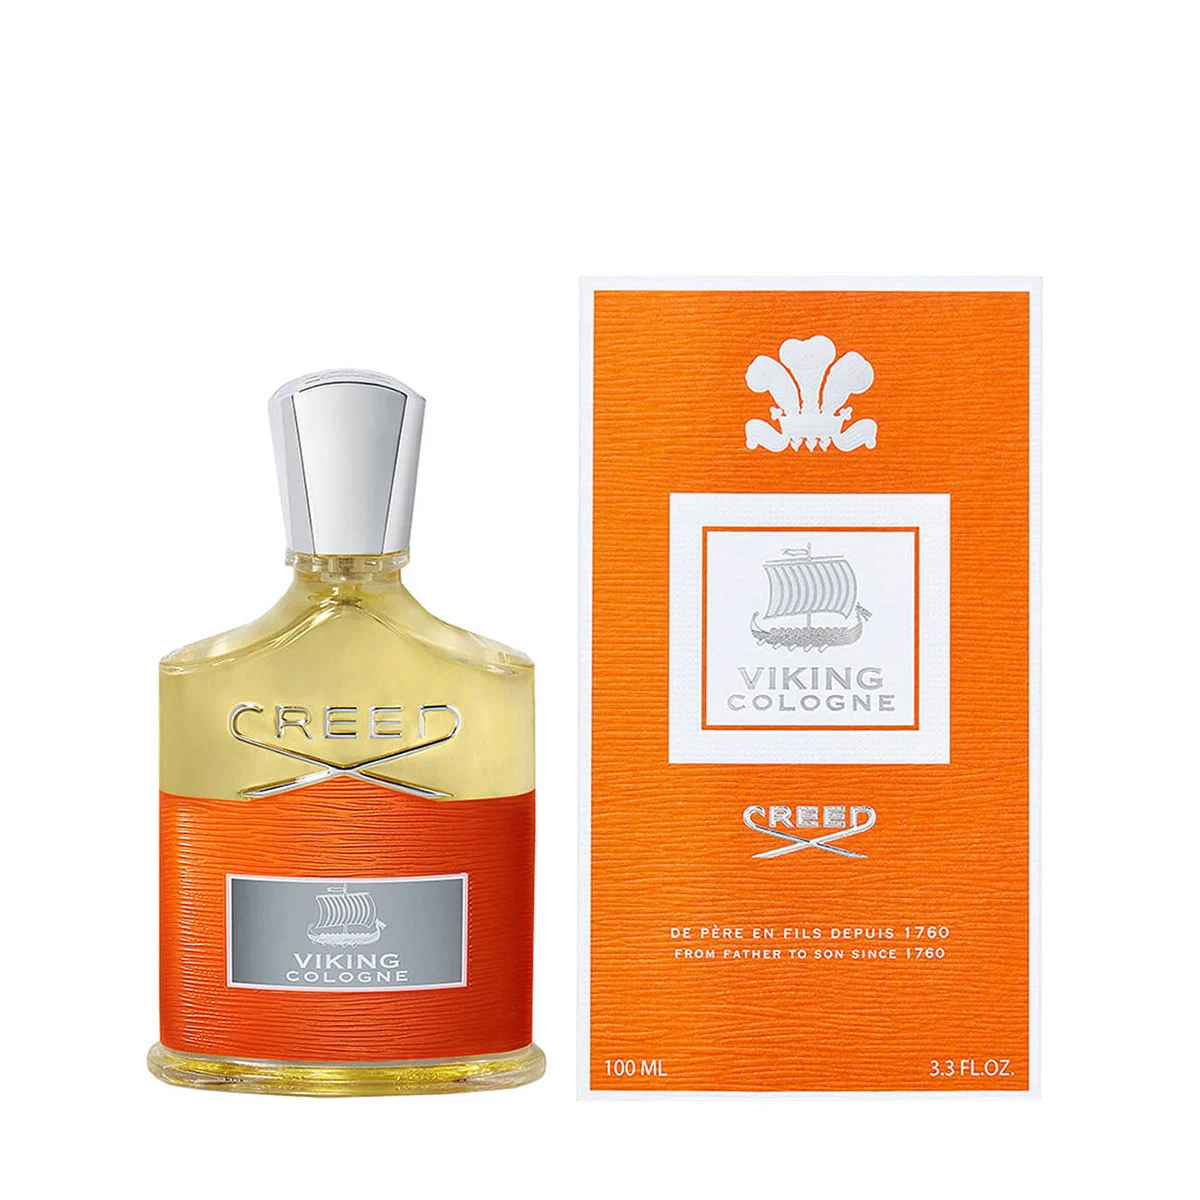 CREED
VIKING
COLOGNE
VIKING
COLOGNE
CREED
DE PÈRE EN FILS DEPUIS 1760
FROM FATHER TO SON SINCE 1760
100 ML
3.3 FL.OZ.